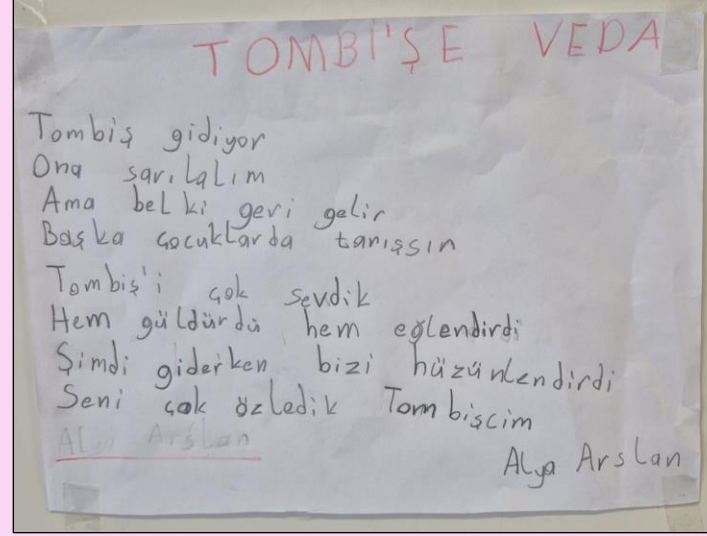 TOMBİ'ŞE VEDA
Tombiş gidiyor
Ona sarılalım
Ama belki geri gelir
Başka çocuklarda tanışsın
Tombiş'i çok sevdik
Hem güldürdü hem eğlendirdi
Şimdi giderken bizi hüzünlendirdi
Seni çok özledik Tombişcim
Alya Arslan
Alya Arslan